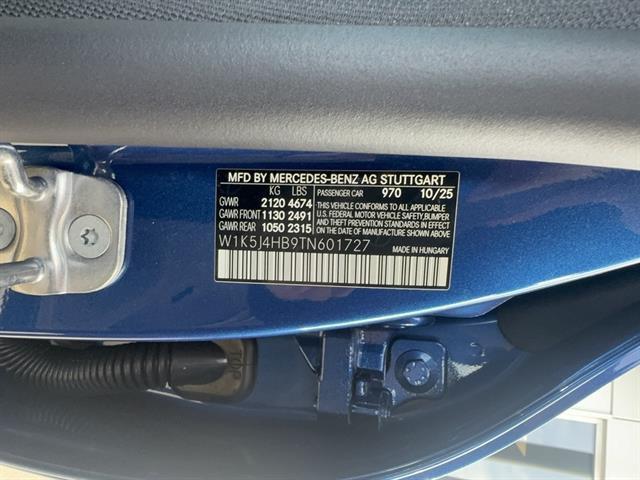 MFD BY MERCEDES-BENZ AG STUTTGART
KG LBS PASSENGER CAR 970 10/25
GVWR 2120 4674 THIS VEHICLE CONFORMS TO ALL APPLICABLE
GAWR FRONT 1130 2491 U.S. FEDERAL MOTOR VEHICLE SAFETY, BUMPER
GAWR REAR 1050 2315 AND THEFT PREVENTION STANDARDS IN EFFECT
ON THE DATE OF MANUFACTURE SHOWN ABOVE.
W1K5J4HB9TN601727 MADE IN HUNGARY
TOP